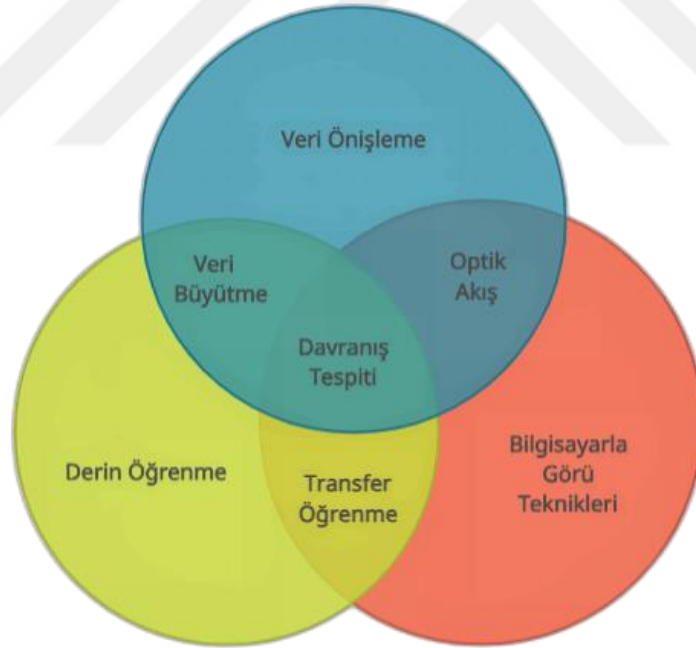 Veri Önişleme
Veri
Büyütme
Optik
Akış
Davranış
Tespiti
Derin Öğrenme
Transfer
Öğrenme
Bilgisayarla
Görü
Teknikleri